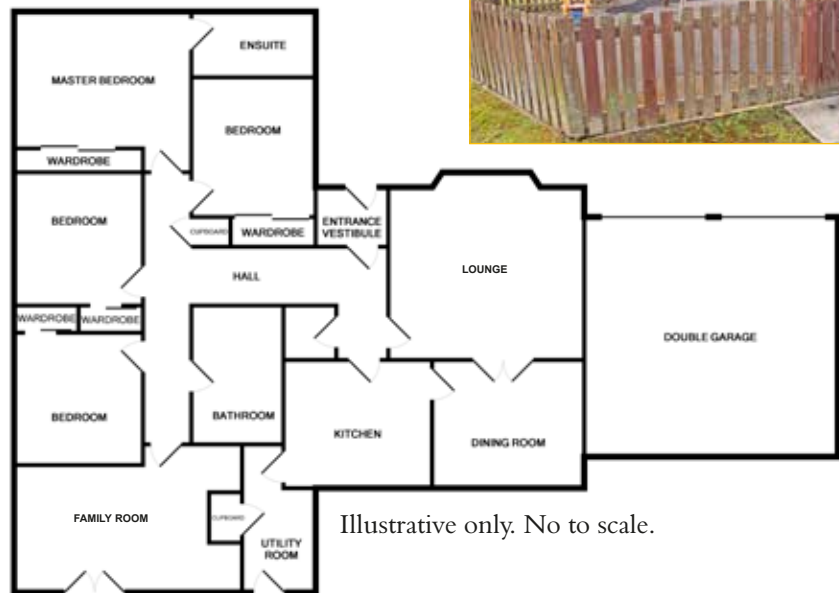 ENSUITE
MASTER BEDROOM
BEDROOM
WARDROBE
BEDROOM
CUPBOARD
WARDROBE
ENTRANCE
VESTIBULE
HALL
LOUNGE
WARDROBE
WARDROBE
DOUBLE GARAGE
BEDROOM
BATHROOM
KITCHEN
DINING ROOM
FAMILY ROOM
CUPBOARD
UTILITY
ROOM
Illustrative only. No to scale.